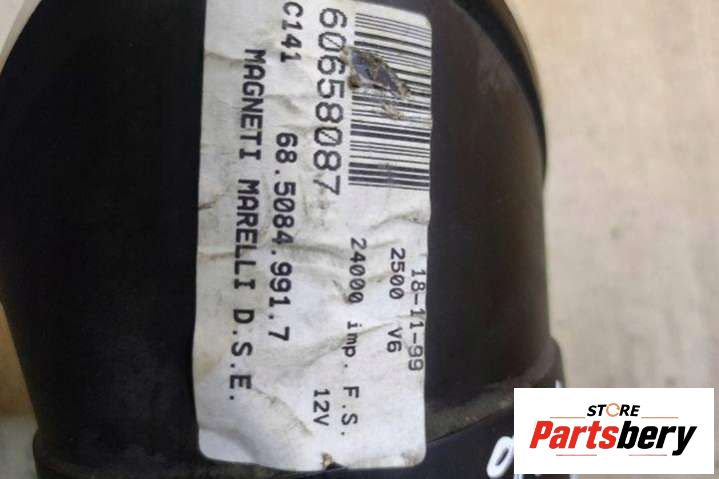 18-11-99
2500 V6
24000 imp. F.S. 12V
60658087
C141 68.5084.991.7
MAGNETI MARELLI D.S.E.
STORE
Partsbery